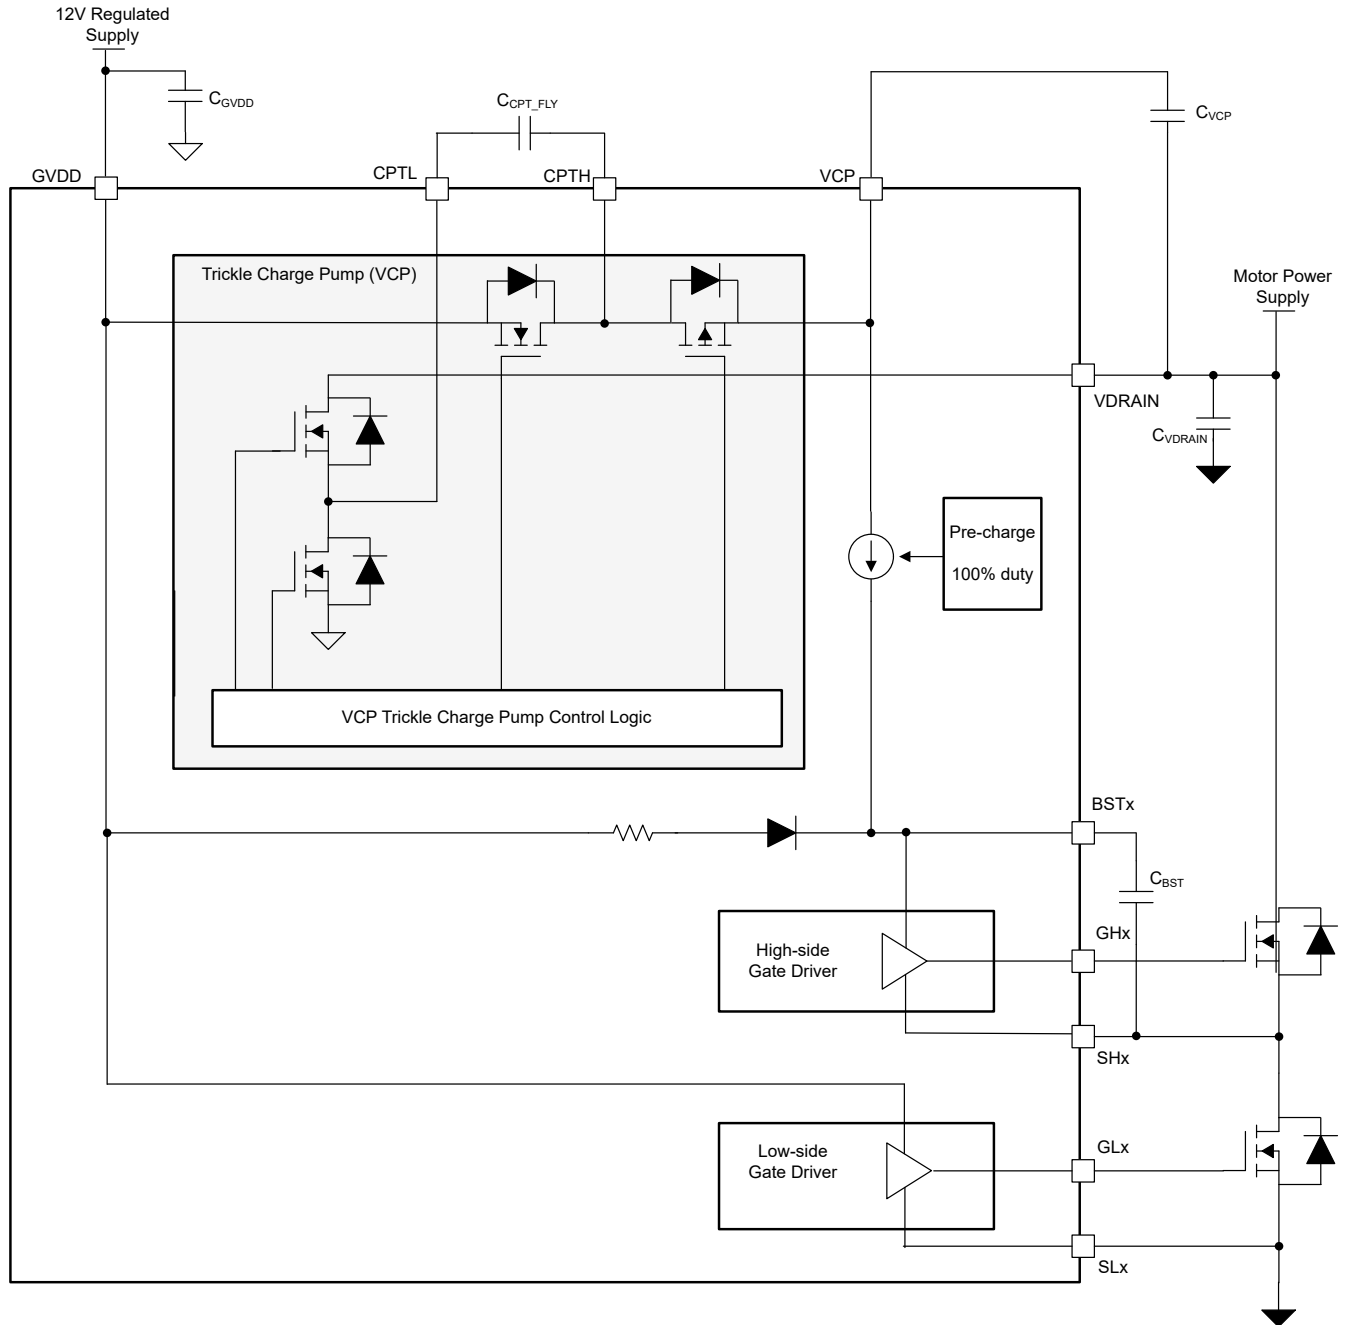 12V Regulated
Supply
CGVDD
CCPT_FLY
CVCP
GVDD
CPTL
CPTH
VCP
Trickle Charge Pump (VCP)
Motor Power
Supply
VDRAIN
CVDRAIN
Pre-charge
100% duty
VCP Trickle Charge Pump Control Logic
BSTx
CBST
High-side
Gate Driver
GHx
SHx
Low-side
Gate Driver
GLx
SLx